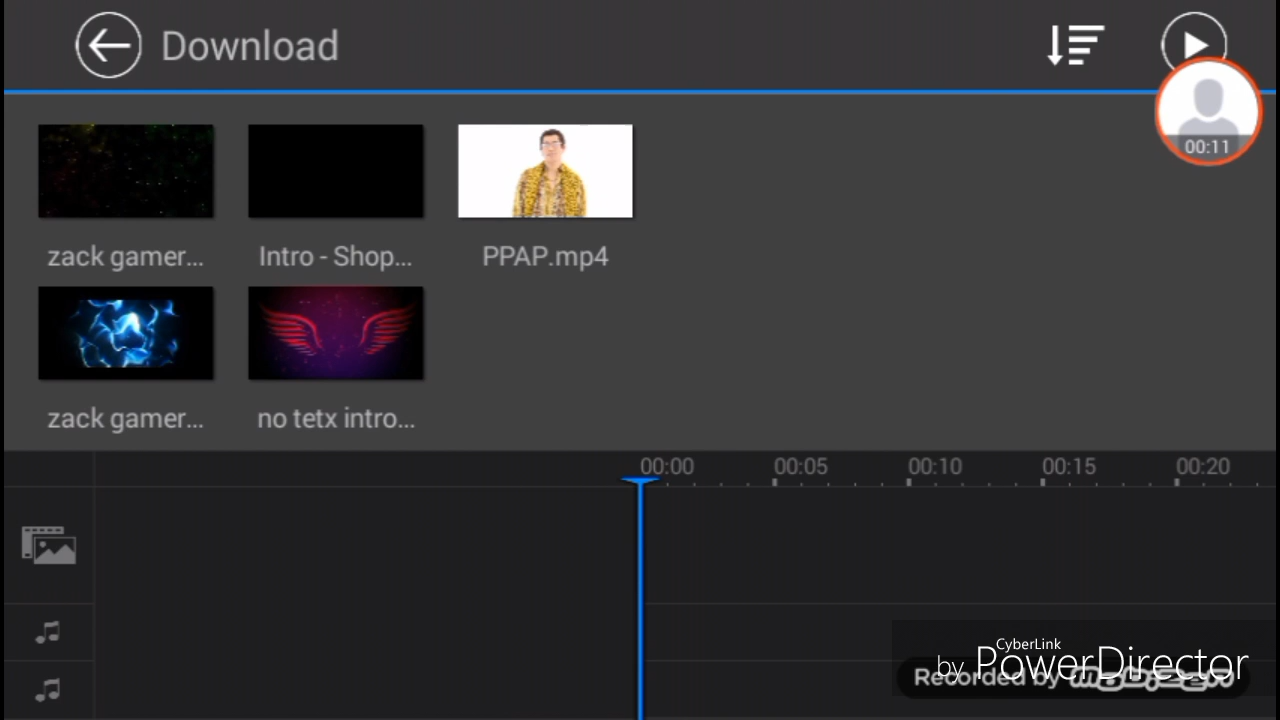 Download
00:11
zack gamer...
Intro - Shop...
PPAP.mp4
zack gamer...
no tetx intro...
00:00
00:05
00:10
00:15
00:20
CyberLink
by PowerDirector
Recorded by